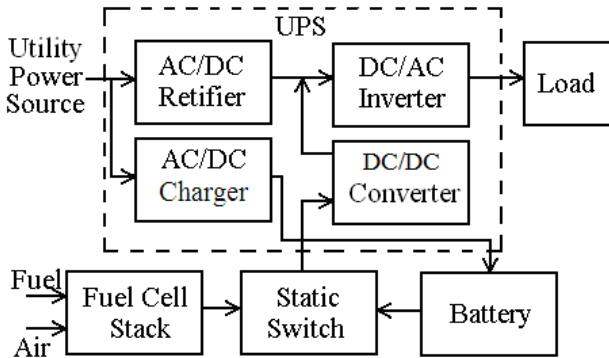 UPS
Utility
Power
Source
AC/DC
Retifier
DC/AC
Inverter
Load
AC/DC
Charger
DC/DC
Converter
Fuel
Air
Fuel Cell
Stack
Static
Switch
Battery